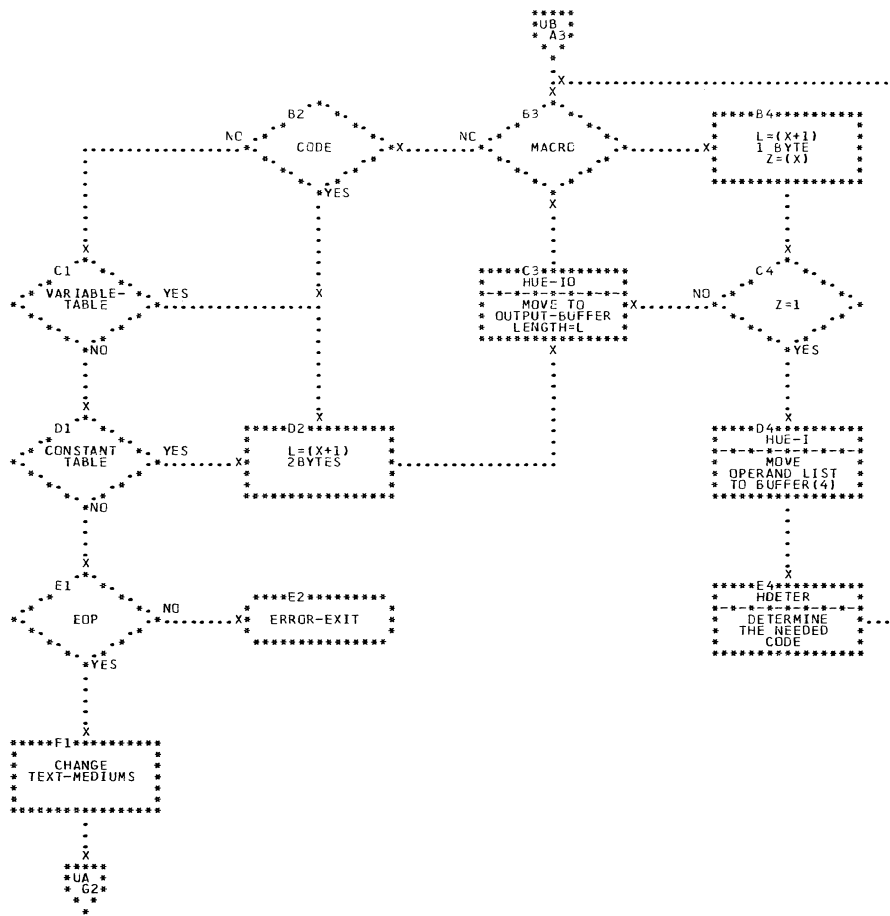 UB
A3
B2
CODE
NO
YES
B3
MACRO
NO
B4
L=(X+1)
1 BYTE
Z=(X)
C1
VARIABLE-
TABLE
YES
NO
C3
HUE-IO
MOVE TO
OUTPUT-BUFFER
LENGTH=L
C4
Z=1
NO
YES
D1
CONSTANT
TABLE
YES
NO
D2
L=(X+1)
2BYTES
D4
HUE-I
MOVE
OPERAND LIST
TO BUFFER(4)
E1
EOP
NO
YES
E2
ERROR-EXIT
E4
HDETER
DETERMINE
THE NEEDED
CODE
F1
CHANGE
TEXT-MEDIUMS
UA
G2